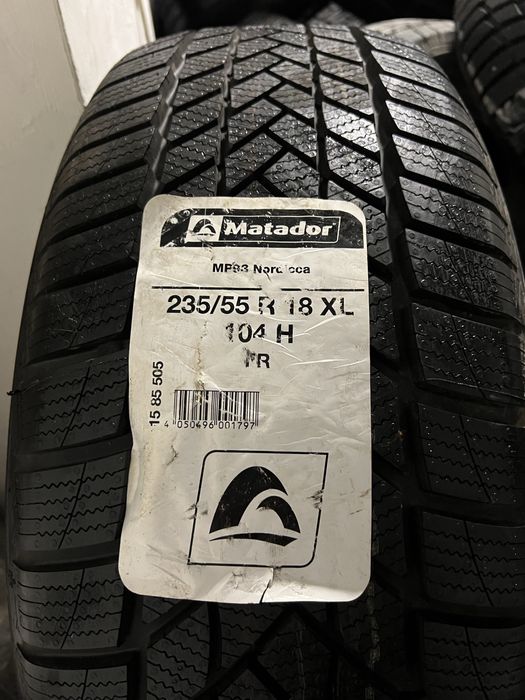 Matador
MP93 Nordicca
235/55 R 18 XL
104 H
FR
15 85 505
4 050496 001797